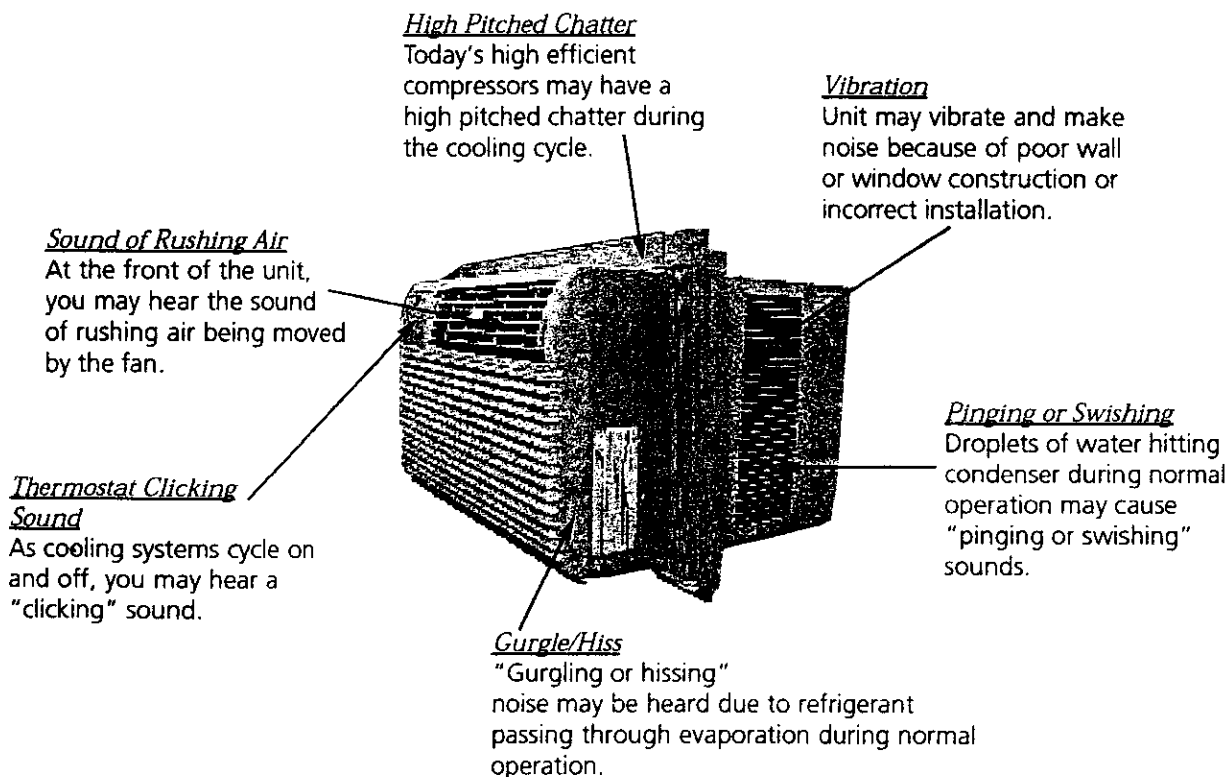 High Pitched Chatter
Today's high efficient
compressors may have a
high pitched chatter during
the cooling cycle.
Vibration
Unit may vibrate and make
noise because of poor wall
or window construction or
incorrect installation.
Sound of Rushing Air
At the front of the unit,
you may hear the sound
of rushing air being moved
by the fan.
Pinging or Swishing
Droplets of water hitting
condenser during normal
operation may cause
"pinging or swishing"
sounds.
Thermostat Clicking
Sound
As cooling systems cycle on
and off, you may hear a
"clicking" sound.
Gurgle/Hiss
"Gurgling or hissing"
noise may be heard due to refrigerant
passing through evaporation during normal
operation.